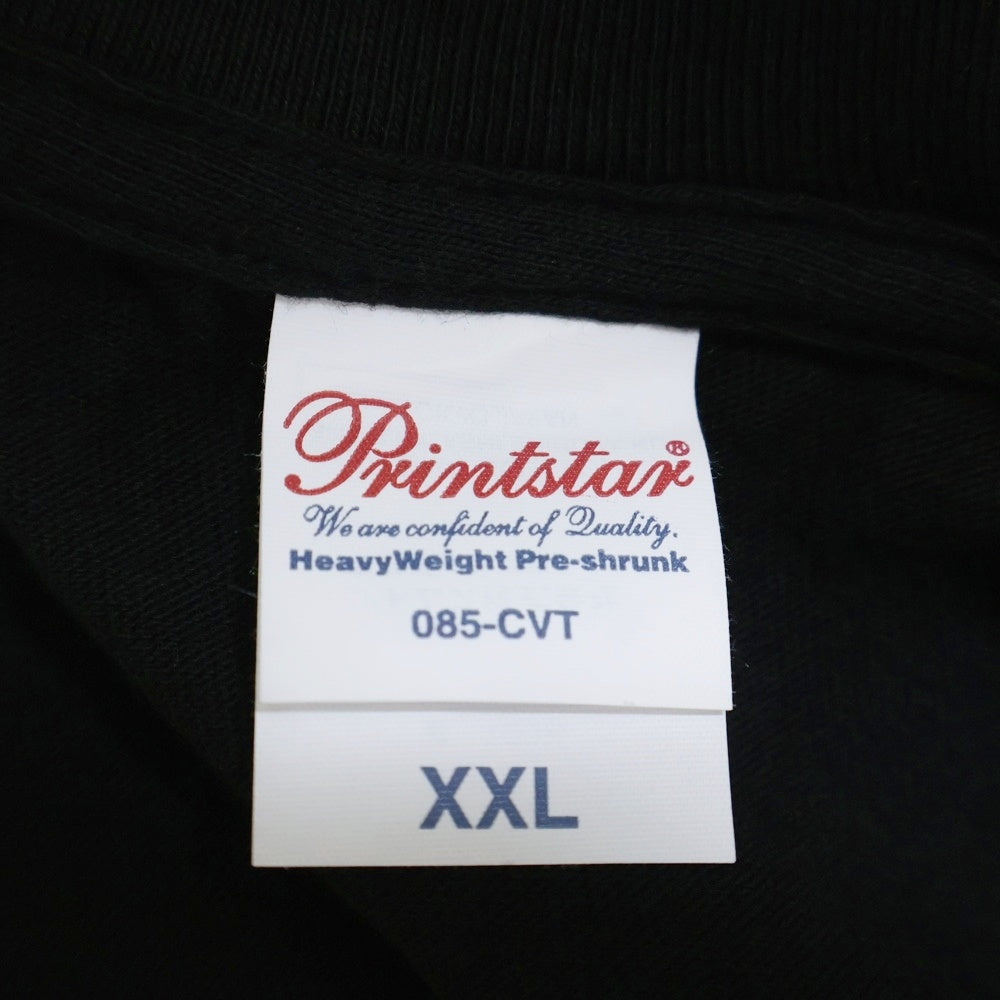 Printstar®
We are confident of Quality.
HeavyWeight Pre-shrunk
085-CVT
XXL